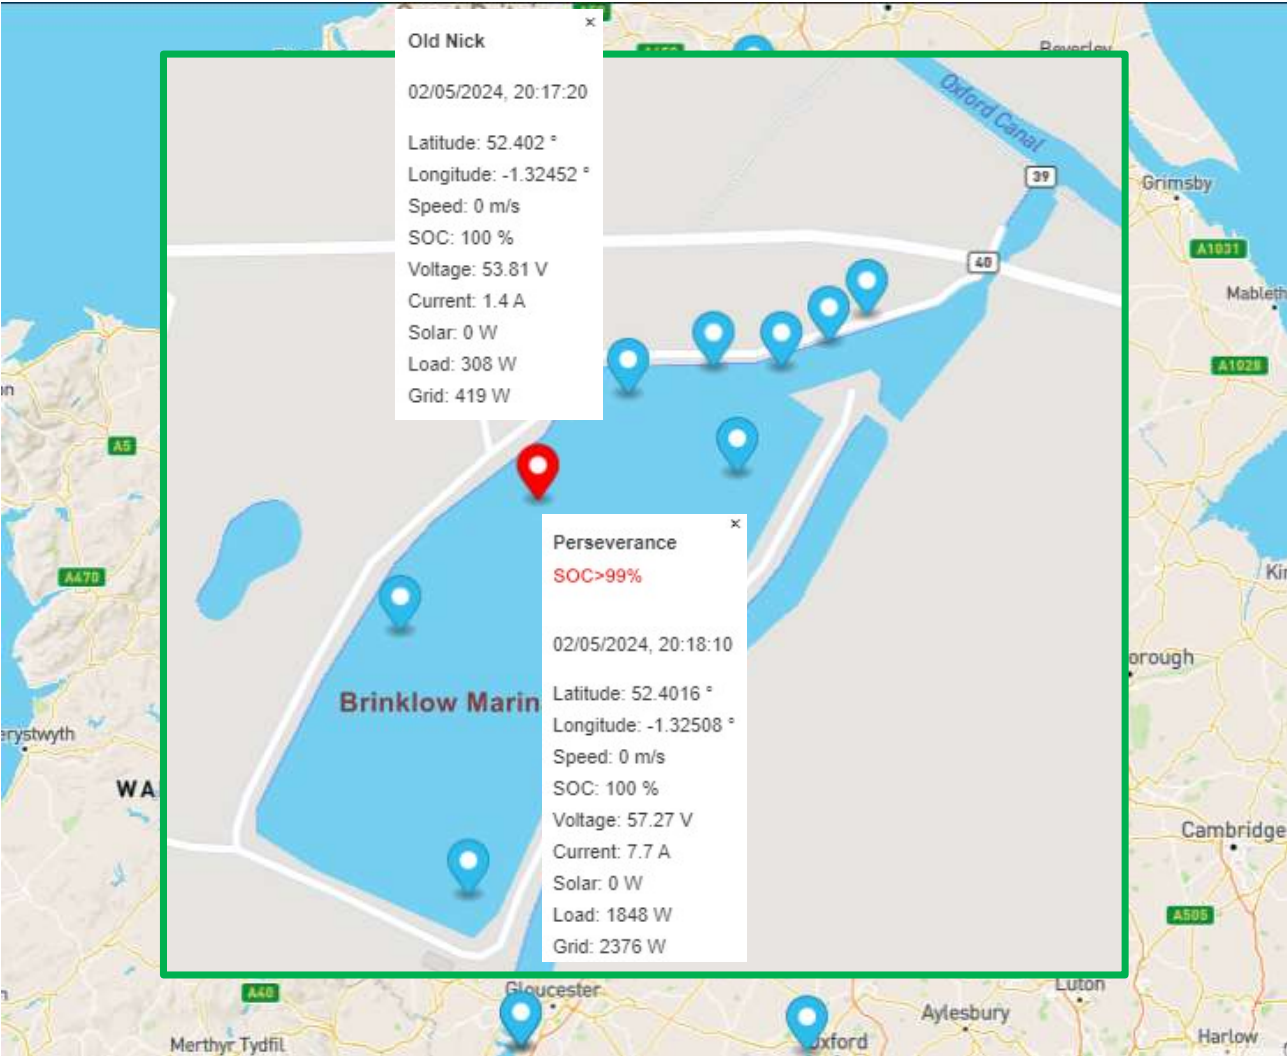 Beverley
×
Old Nick
02/05/2024, 20:17:20
Latitude: 52.402 °
Longitude: -1.32452 °
Speed: 0 m/s
SOC: 100 %
Voltage: 53.81 V
Current: 1.4 A
Solar: 0 W
Load: 308 W
Grid: 419 W
Oxford Canal
39
40
Grimsby
A1031
Mableth
A1028
A5
A470
×
Perseverance
SOC>99%
02/05/2024, 20:18:10
Latitude: 52.4016 °
Longitude: -1.32508 °
Speed: 0 m/s
SOC: 100 %
Voltage: 57.27 V
Current: 7.7 A
Solar: 0 W
Load: 1848 W
Grid: 2376 W
Brinklow Marin
orough
erystwyth
WA
Cambridge
A505
A40
Gloucester
Luton
Aylesbury
Merthyr Tydfil
oxford
Harlow